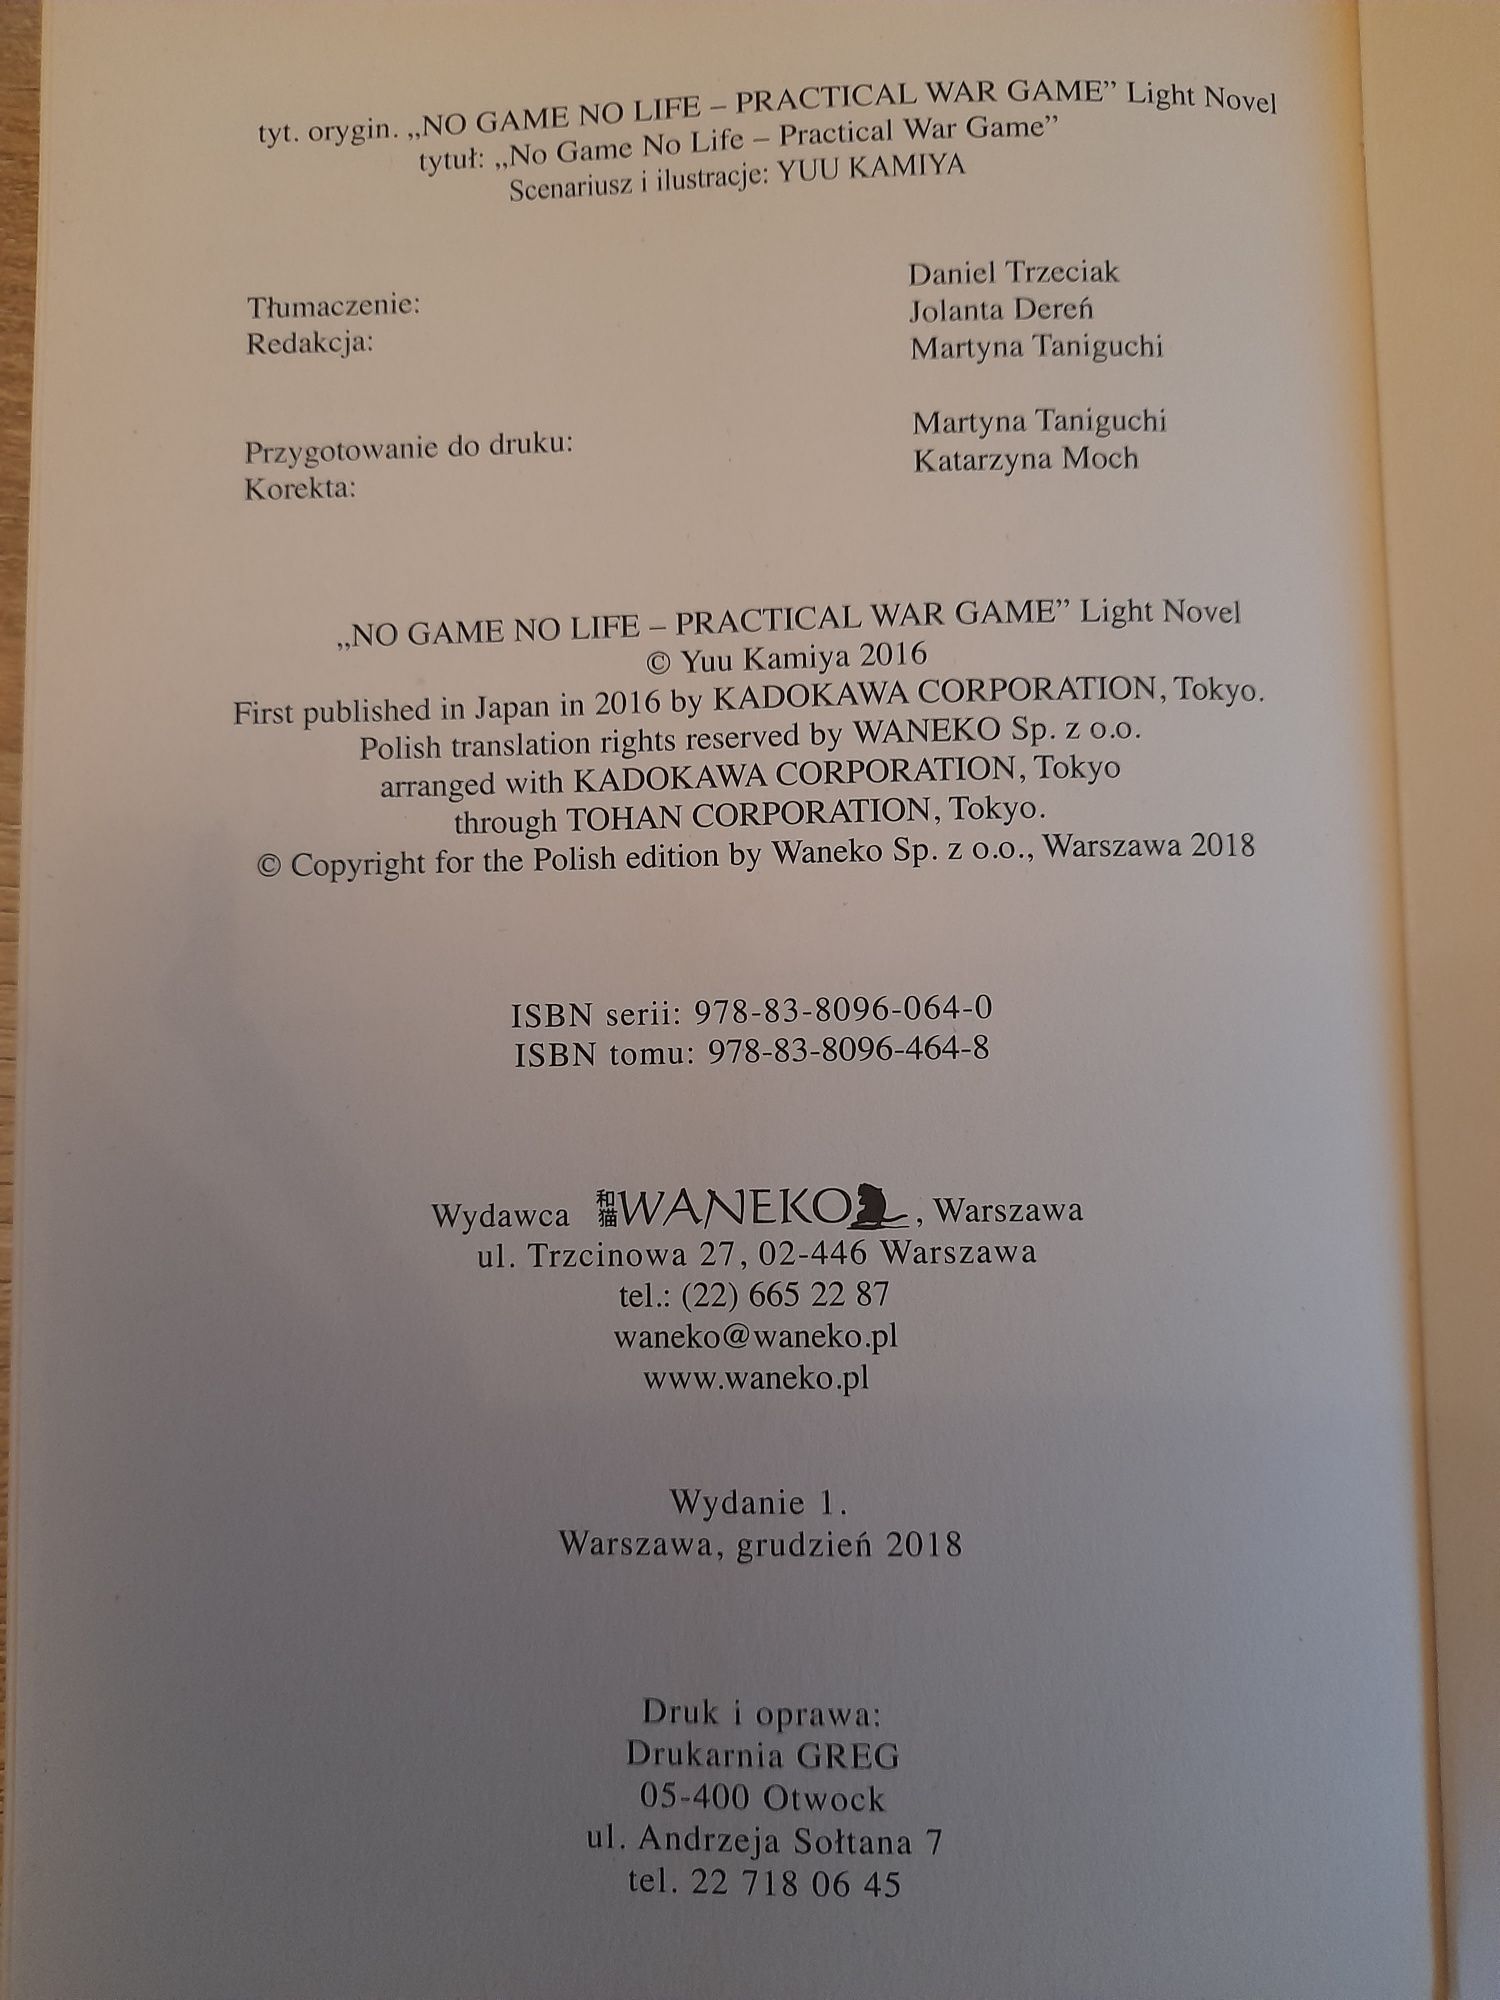 tyt. orygin. „NO GAME NO LIFE – PRACTICAL WAR GAME” Light Novel
tytuł: „No Game No Life – Practical War Game”
Scenariusz i ilustracje: YUU KAMIYA
Tłumaczenie: Daniel Trzeciak
Redakcja: Jolanta Dereń
Martyna Taniguchi
Przygotowanie do druku: Martyna Taniguchi
Korekta: Katarzyna Moch
„NO GAME NO LIFE – PRACTICAL WAR GAME” Light Novel
© Yuu Kamiya 2016
First published in Japan in 2016 by KADOKAWA CORPORATION, Tokyo.
Polish translation rights reserved by WANEKO Sp. z o.o.
arranged with KADOKAWA CORPORATION, Tokyo
through TOHAN CORPORATION, Tokyo.
© Copyright for the Polish edition by Waneko Sp. z o.o., Warszawa 2018
ISBN serii: 978-83-8096-064-0
ISBN tomu: 978-83-8096-464-8
Wydawca 和猫 WANEKO, Warszawa
ul. Trzcinowa 27, 02-446 Warszawa
tel.: (22) 665 22 87
waneko@waneko.pl
www.waneko.pl
Wydanie 1.
Warszawa, grudzień 2018
Druk i oprawa:
Drukarnia GREG
05-400 Otwock
ul. Andrzeja Sołtana 7
tel. 22 718 06 45